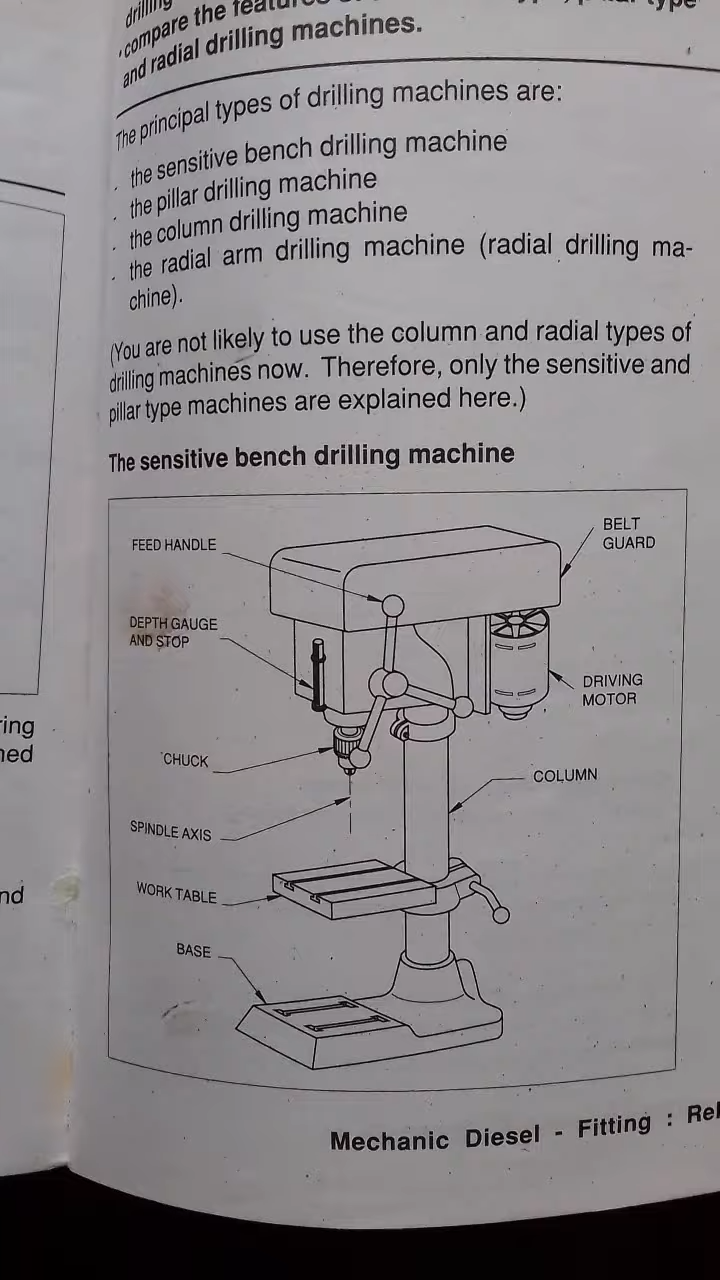 drilling
compare the
and radial drilling machines.
The principal types of drilling machines are:
. the sensitive bench drilling machine
. the pillar drilling machine
. the column drilling machine
. the radial arm drilling machine (radial drilling ma-
chine).
(You are not likely to use the column and radial types of
drilling machines now. Therefore, only the sensitive and
pillar type machines are explained here.)
The sensitive bench drilling machine
FEED HANDLE
BELT
GUARD
DEPTH GAUGE
AND STOP
DRIVING
MOTOR
CHUCK
COLUMN
SPINDLE AXIS
WORK TABLE
BASE
Mechanic Diesel - Fitting : Rel